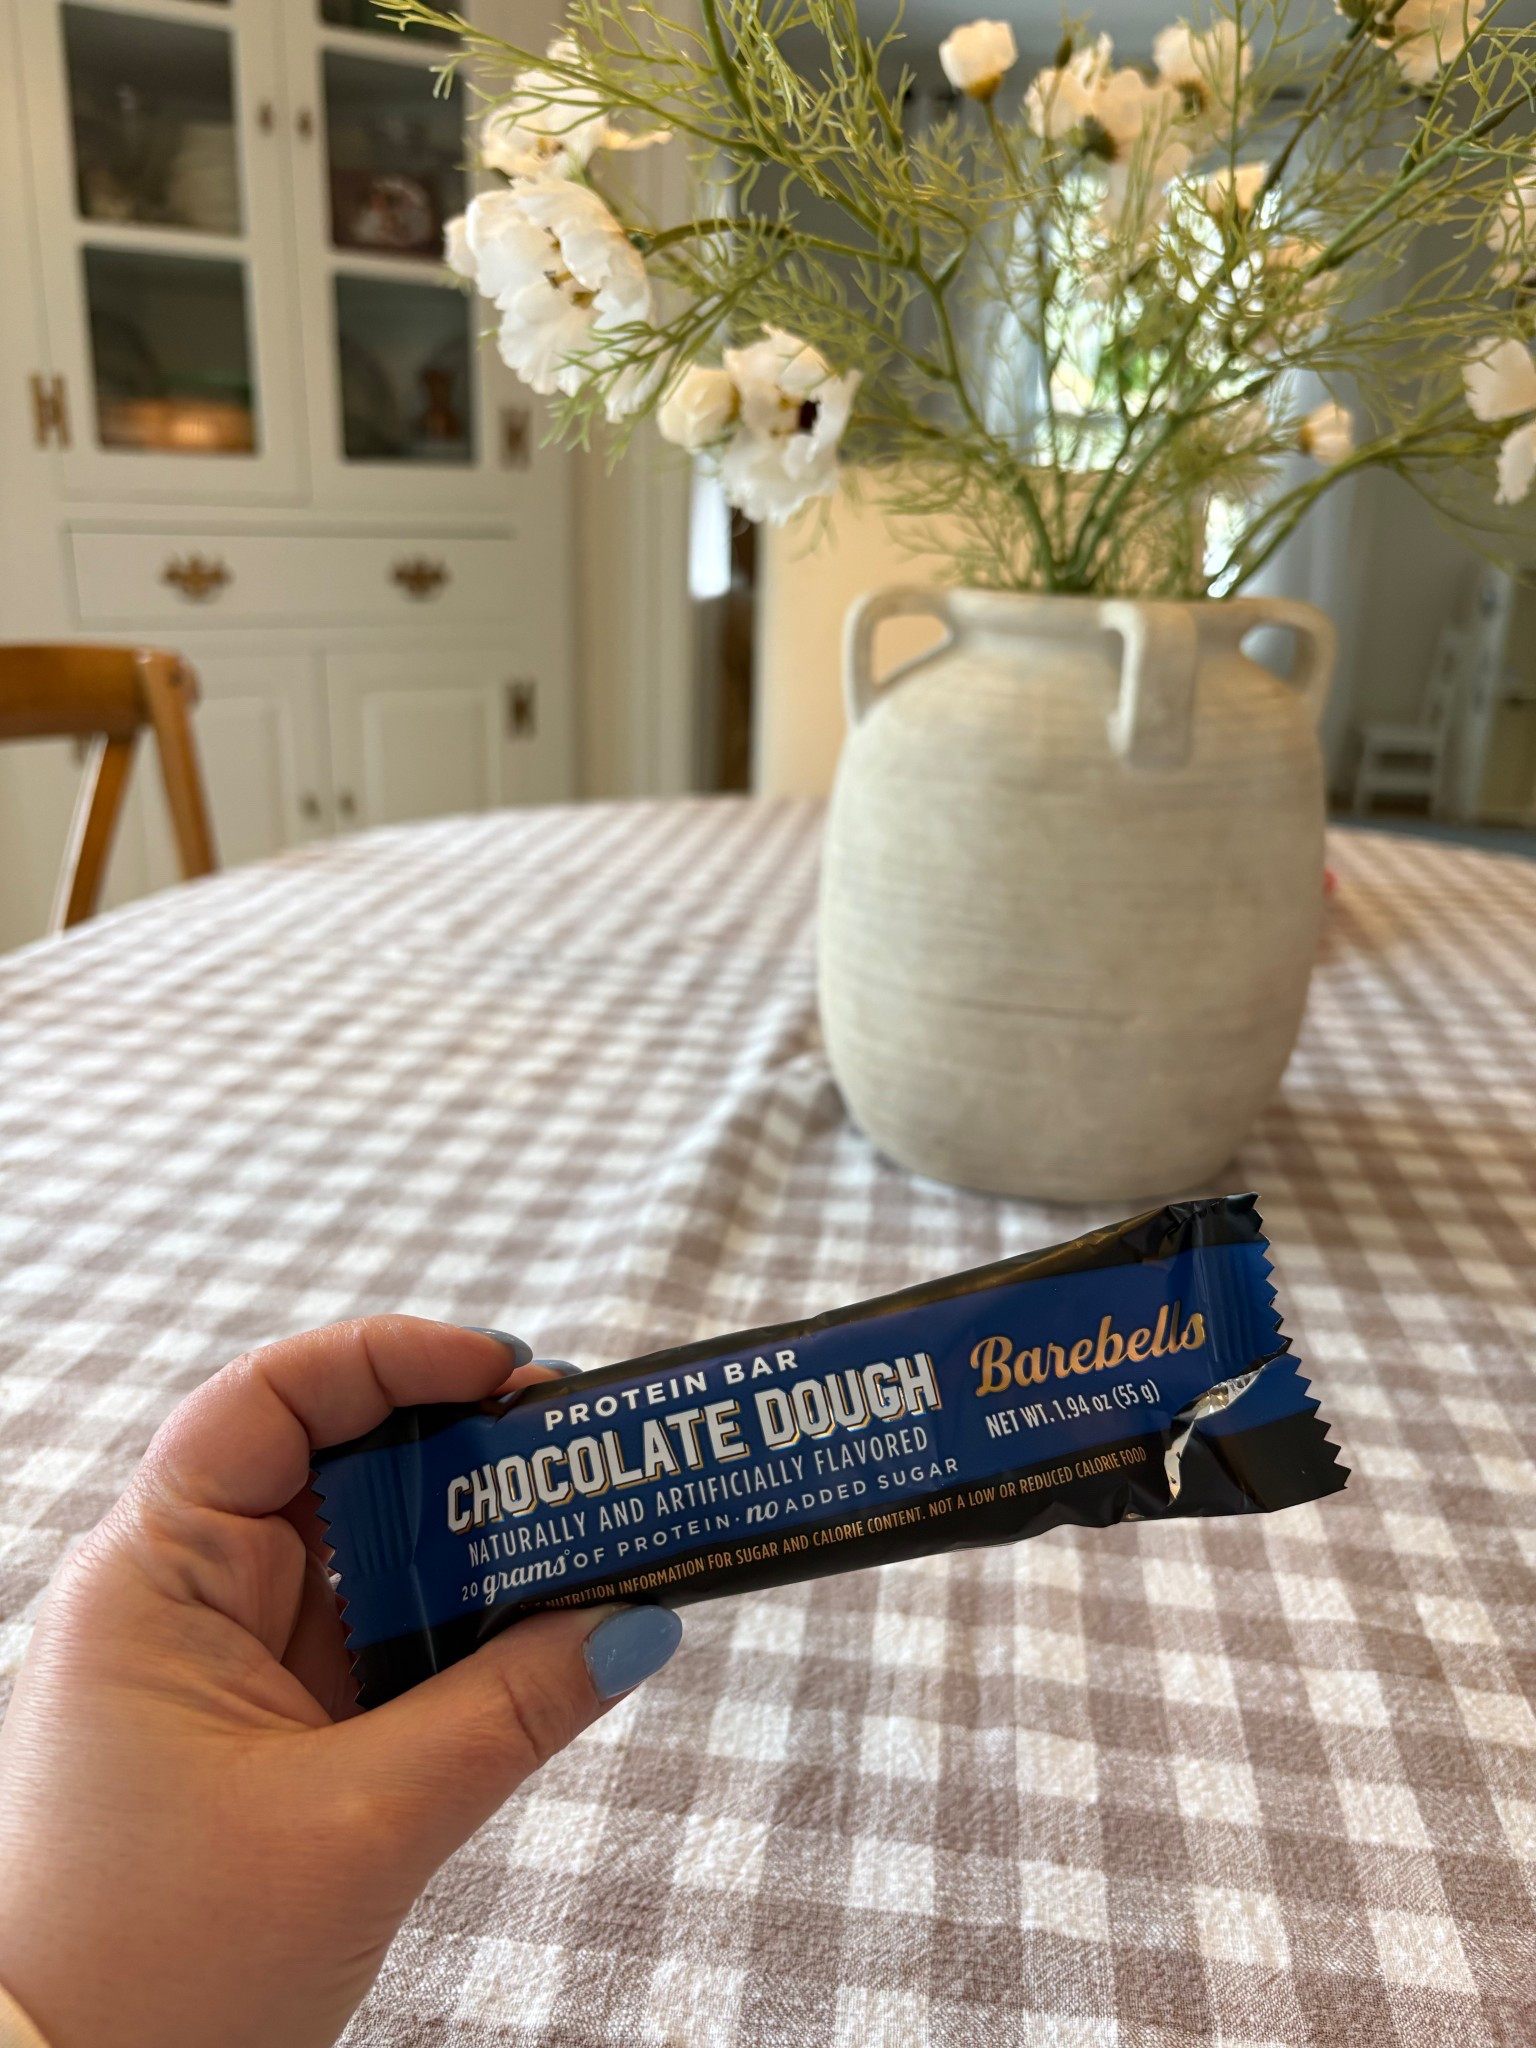 PROTEIN BAR
CHOCOLATE DOUGH
NATURALLY AND ARTIFICIALLY FLAVORED
20 grams OF PROTEIN · no ADDED SUGAR
NUTRITION INFORMATION FOR SUGAR AND CALORIE CONTENT. NOT A LOW OR REDUCED CALORIE FOOD
Barebells
NET WT. 1.94 oz (55 g)